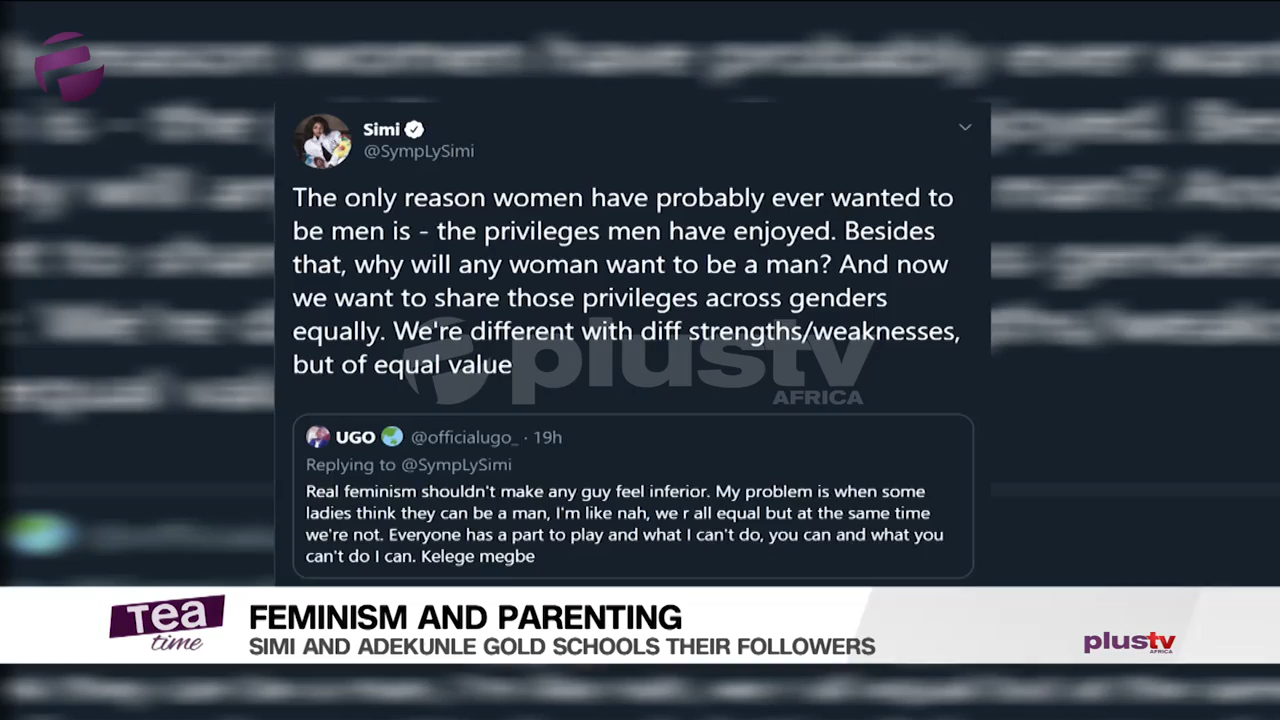 Simi
@SympLySimi
The only reason women have probably ever wanted to
be men is - the privileges men have enjoyed. Besides
that, why will any woman want to be a man? And now
we want to share those privileges across genders
equally. We're different with diff strengths/weaknesses,
but of equal value
plustv
AFRICA
UGO @officialugo_ · 19h
Replying to @SympLySimi
Real feminism shouldn't make any guy feel inferior. My problem is when some
ladies think they can be a man, I'm like nah, we r all equal but at the same time
we're not. Everyone has a part to play and what I can't do, you can and what you
can't do I can. Kelege megbe
Tea
time
FEMINISM AND PARENTING
SIMI AND ADEKUNLE GOLD SCHOOLS THEIR FOLLOWERS
plustv
AFRICA